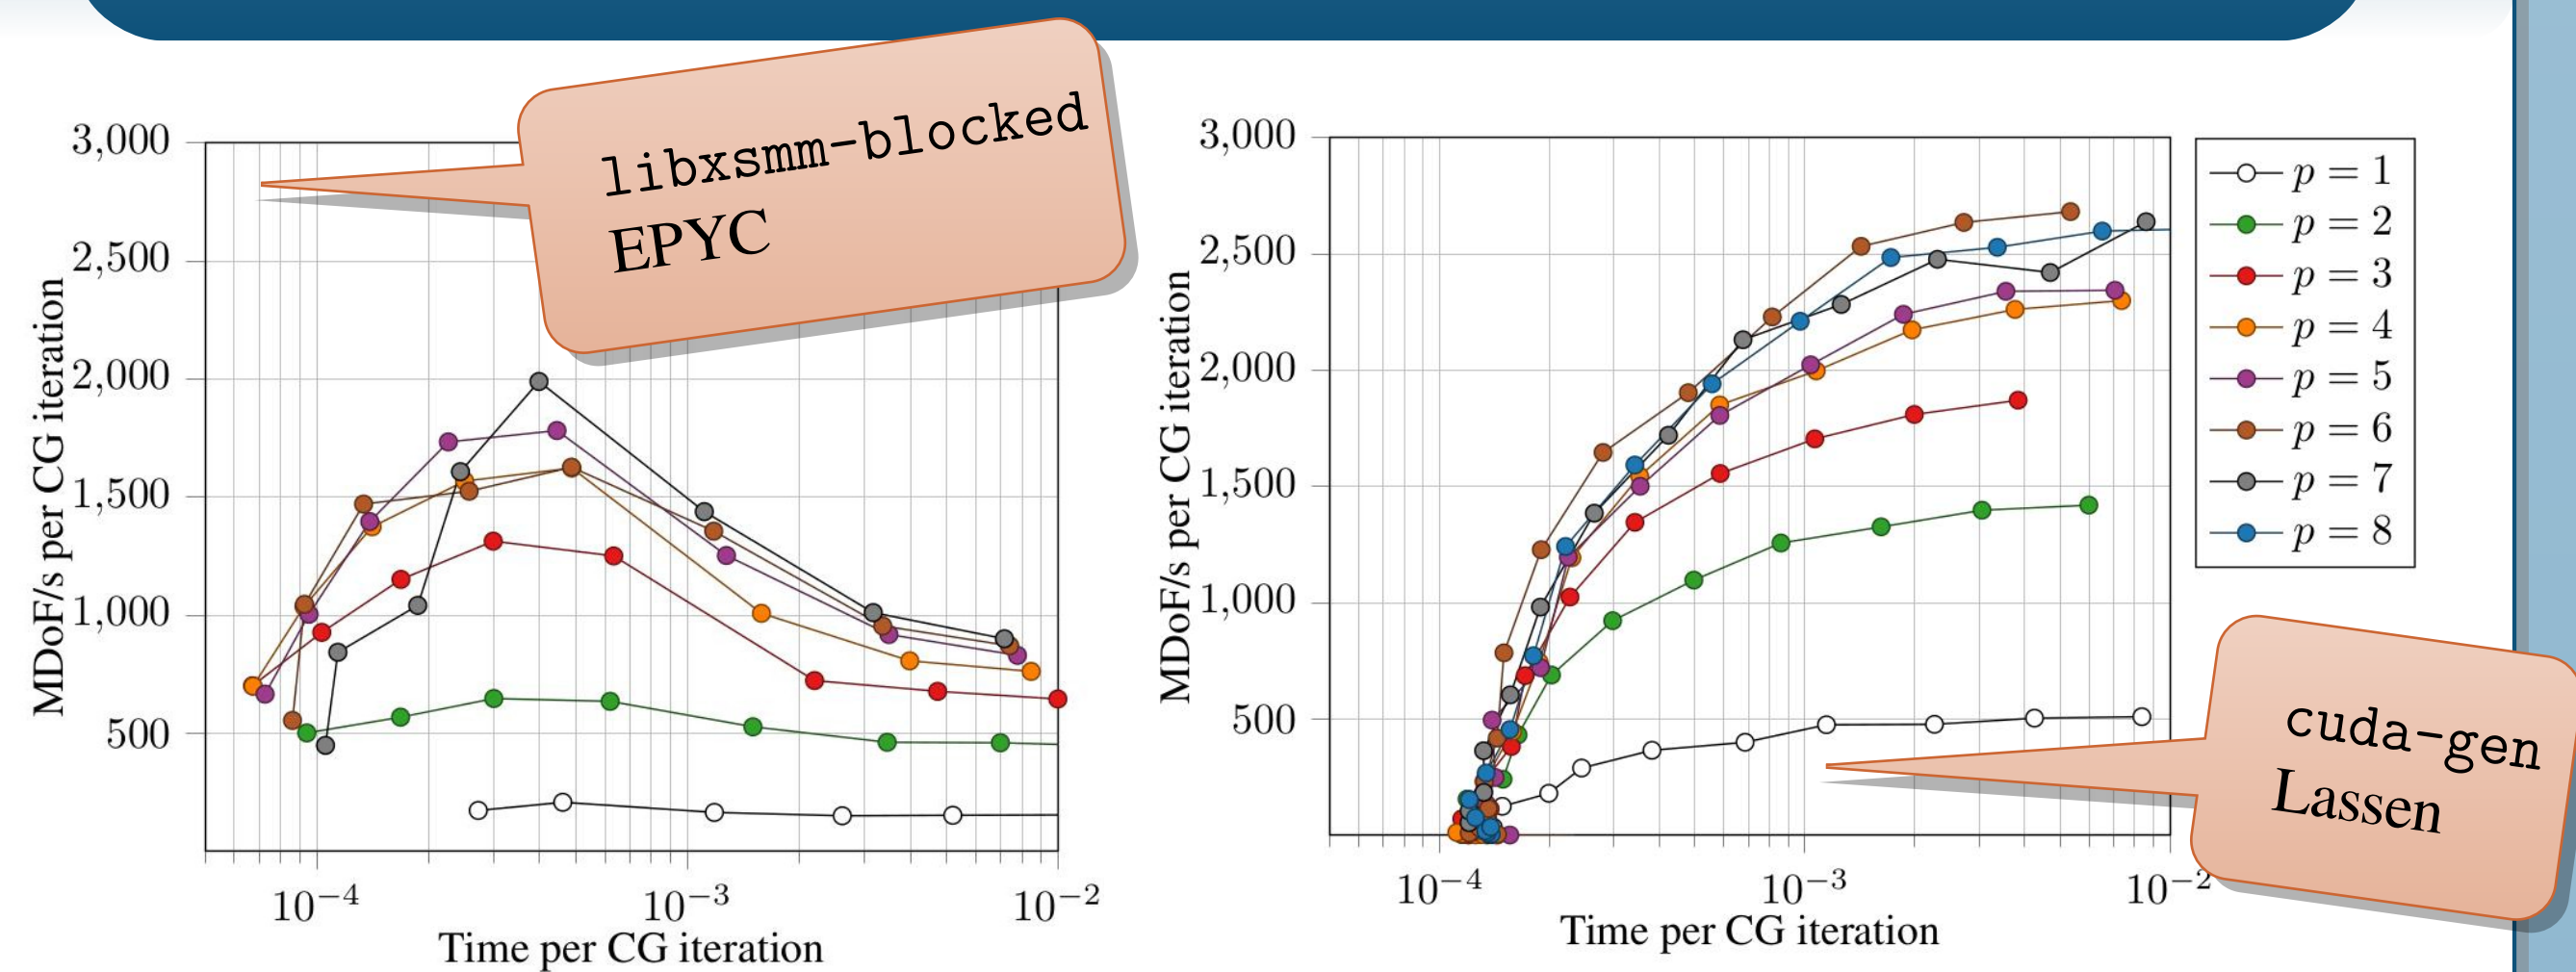 libxsmm-blocked
EPYC
3,000
2,500
2,000
1,500
1,000
500
MDoF/s per CG iteration
10−4
10−3
10−2
Time per CG iteration
3,000
2,500
2,000
1,500
1,000
500
MDoF/s per CG iteration
10−4
10−3
10−2
Time per CG iteration
p = 1
p = 2
p = 3
p = 4
p = 5
p = 6
p = 7
p = 8
cuda-gen
Lassen